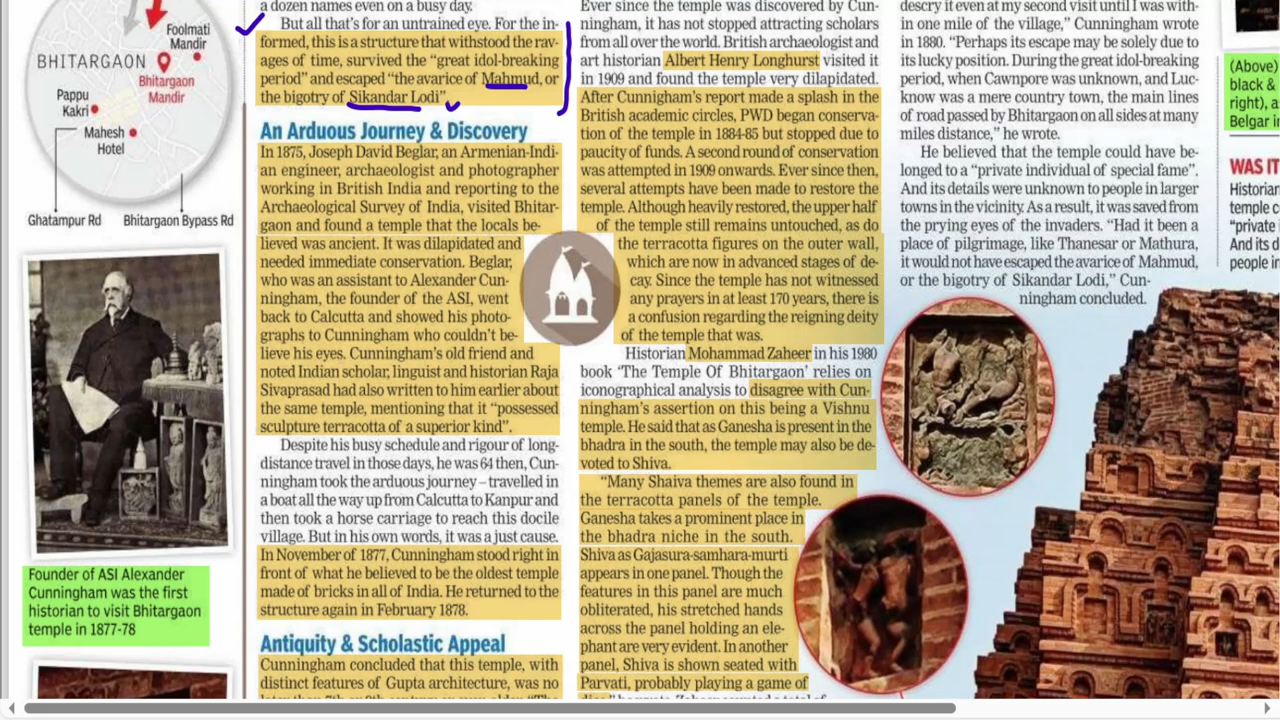 Foolmati
Mandir
BHITARGAON
Bhitargaon
Mandir
Pappu
Kakri
Mahesh
Hotel
Ghatampur Rd
Bhitargaon Bypass Rd
Founder of ASI Alexander
Cunningham was the first
historian to visit Bhitargaon
temple in 1877-78
a dozen names even on a busy day.
But all that's for an untrained eye. For the in-
formed, this is a structure that withstood the rav-
ages of time, survived the "great idol-breaking
period" and escaped "the avarice of Mahmud, or
the bigotry of Sikandar Lodi".
An Arduous Journey & Discovery
In 1875, Joseph David Beglar, an Armenian-Indi-
an engineer, archaeologist and photographer
working in British India and reporting to the
Archaeological Survey of India, visited Bhitar-
gaon and found a temple that the locals be-
lieved was ancient. It was dilapidated and
needed immediate conservation. Beglar,
who was an assistant to Alexander Cun-
ningham, the founder of the ASI, went
back to Calcutta and showed his photo-
graphs to Cunningham who couldn't be-
lieve his eyes. Cunningham's old friend and
noted Indian scholar, linguist and historian Raja
Sivaprasad had also written to him earlier about
the same temple, mentioning that it "possessed
sculpture terracotta of a superior kind".
Despite his busy schedule and rigour of long-
distance travel in those days, he was 64 then, Cun-
ningham took the arduous journey – travelled in
a boat all the way up from Calcutta to Kanpur and
then took a horse carriage to reach this docile
village. But in his own words, it was a just cause.
In November of 1877, Cunningham stood right in
front of what he believed to be the oldest temple
made of bricks in all of India. He returned to the
structure again in February 1878.
Antiquity & Scholastic Appeal
Cunningham concluded that this temple, with
distinct features of Gupta architecture, was no
Ever since the temple was discovered by Cun-
ningham, it has not stopped attracting scholars
from all over the world. British archaeologist and
art historian Albert Henry Longhurst visited it
in 1909 and found the temple very dilapidated.
After Cunnigham's report made a splash in the
British academic circles, PWD began conserva-
tion of the temple in 1884-85 but stopped due to
paucity of funds. A second round of conservation
was attempted in 1909 onwards. Ever since then,
several attempts have been made to restore the
temple. Although heavily restored, the upper half
of the temple still remains untouched, as do
the terracotta figures on the outer wall,
which are now in advanced stages of de-
cay. Since the temple has not witnessed
any prayers in at least 170 years, there is
a confusion regarding the reigning deity
of the temple that was.
Historian Mohammad Zaheer in his 1980
book 'The Temple Of Bhitargaon' relies on
iconographical analysis to disagree with Cun-
ningham's assertion on this being a Vishnu
temple. He said that as Ganesha is present in the
bhadra in the south, the temple may also be de-
voted to Shiva.
"Many Shaiva themes are also found in
the terracotta panels of the temple.
Ganesha takes a prominent place in
the bhadra niche in the south.
Shiva as Gajasura-samhara-murti
appears in one panel. Though the
features in this panel are much
obliterated, his stretched hands
across the panel holding an ele-
phant are very evident. In another
panel, Shiva is shown seated with
Parvati, probably playing a game of
descry it even at my second visit until I was with-
in one mile of the village," Cunningham wrote
in 1880. "Perhaps its escape may be solely due to
its lucky position. During the great idol-breaking
period, when Cawnpore was unknown, and Luc-
know was a mere country town, the main lines
of road passed by Bhitargaon on all sides at many
miles distance," he wrote.
He believed that the temple could have be-
longed to a "private individual of special fame".
And its details were unknown to people in larger
towns in the vicinity. As a result, it was saved from
the prying eyes of the invaders. "Had it been a
place of pilgrimage, like Thanesar or Mathura,
it would not have escaped the avarice of Mahmud,
or the bigotry of Sikandar Lodi," Cun-
ningham concluded.
(Above)
black &
right), a
Belgar i
WAS IT
Historian
temple c
"private
And its d
people in